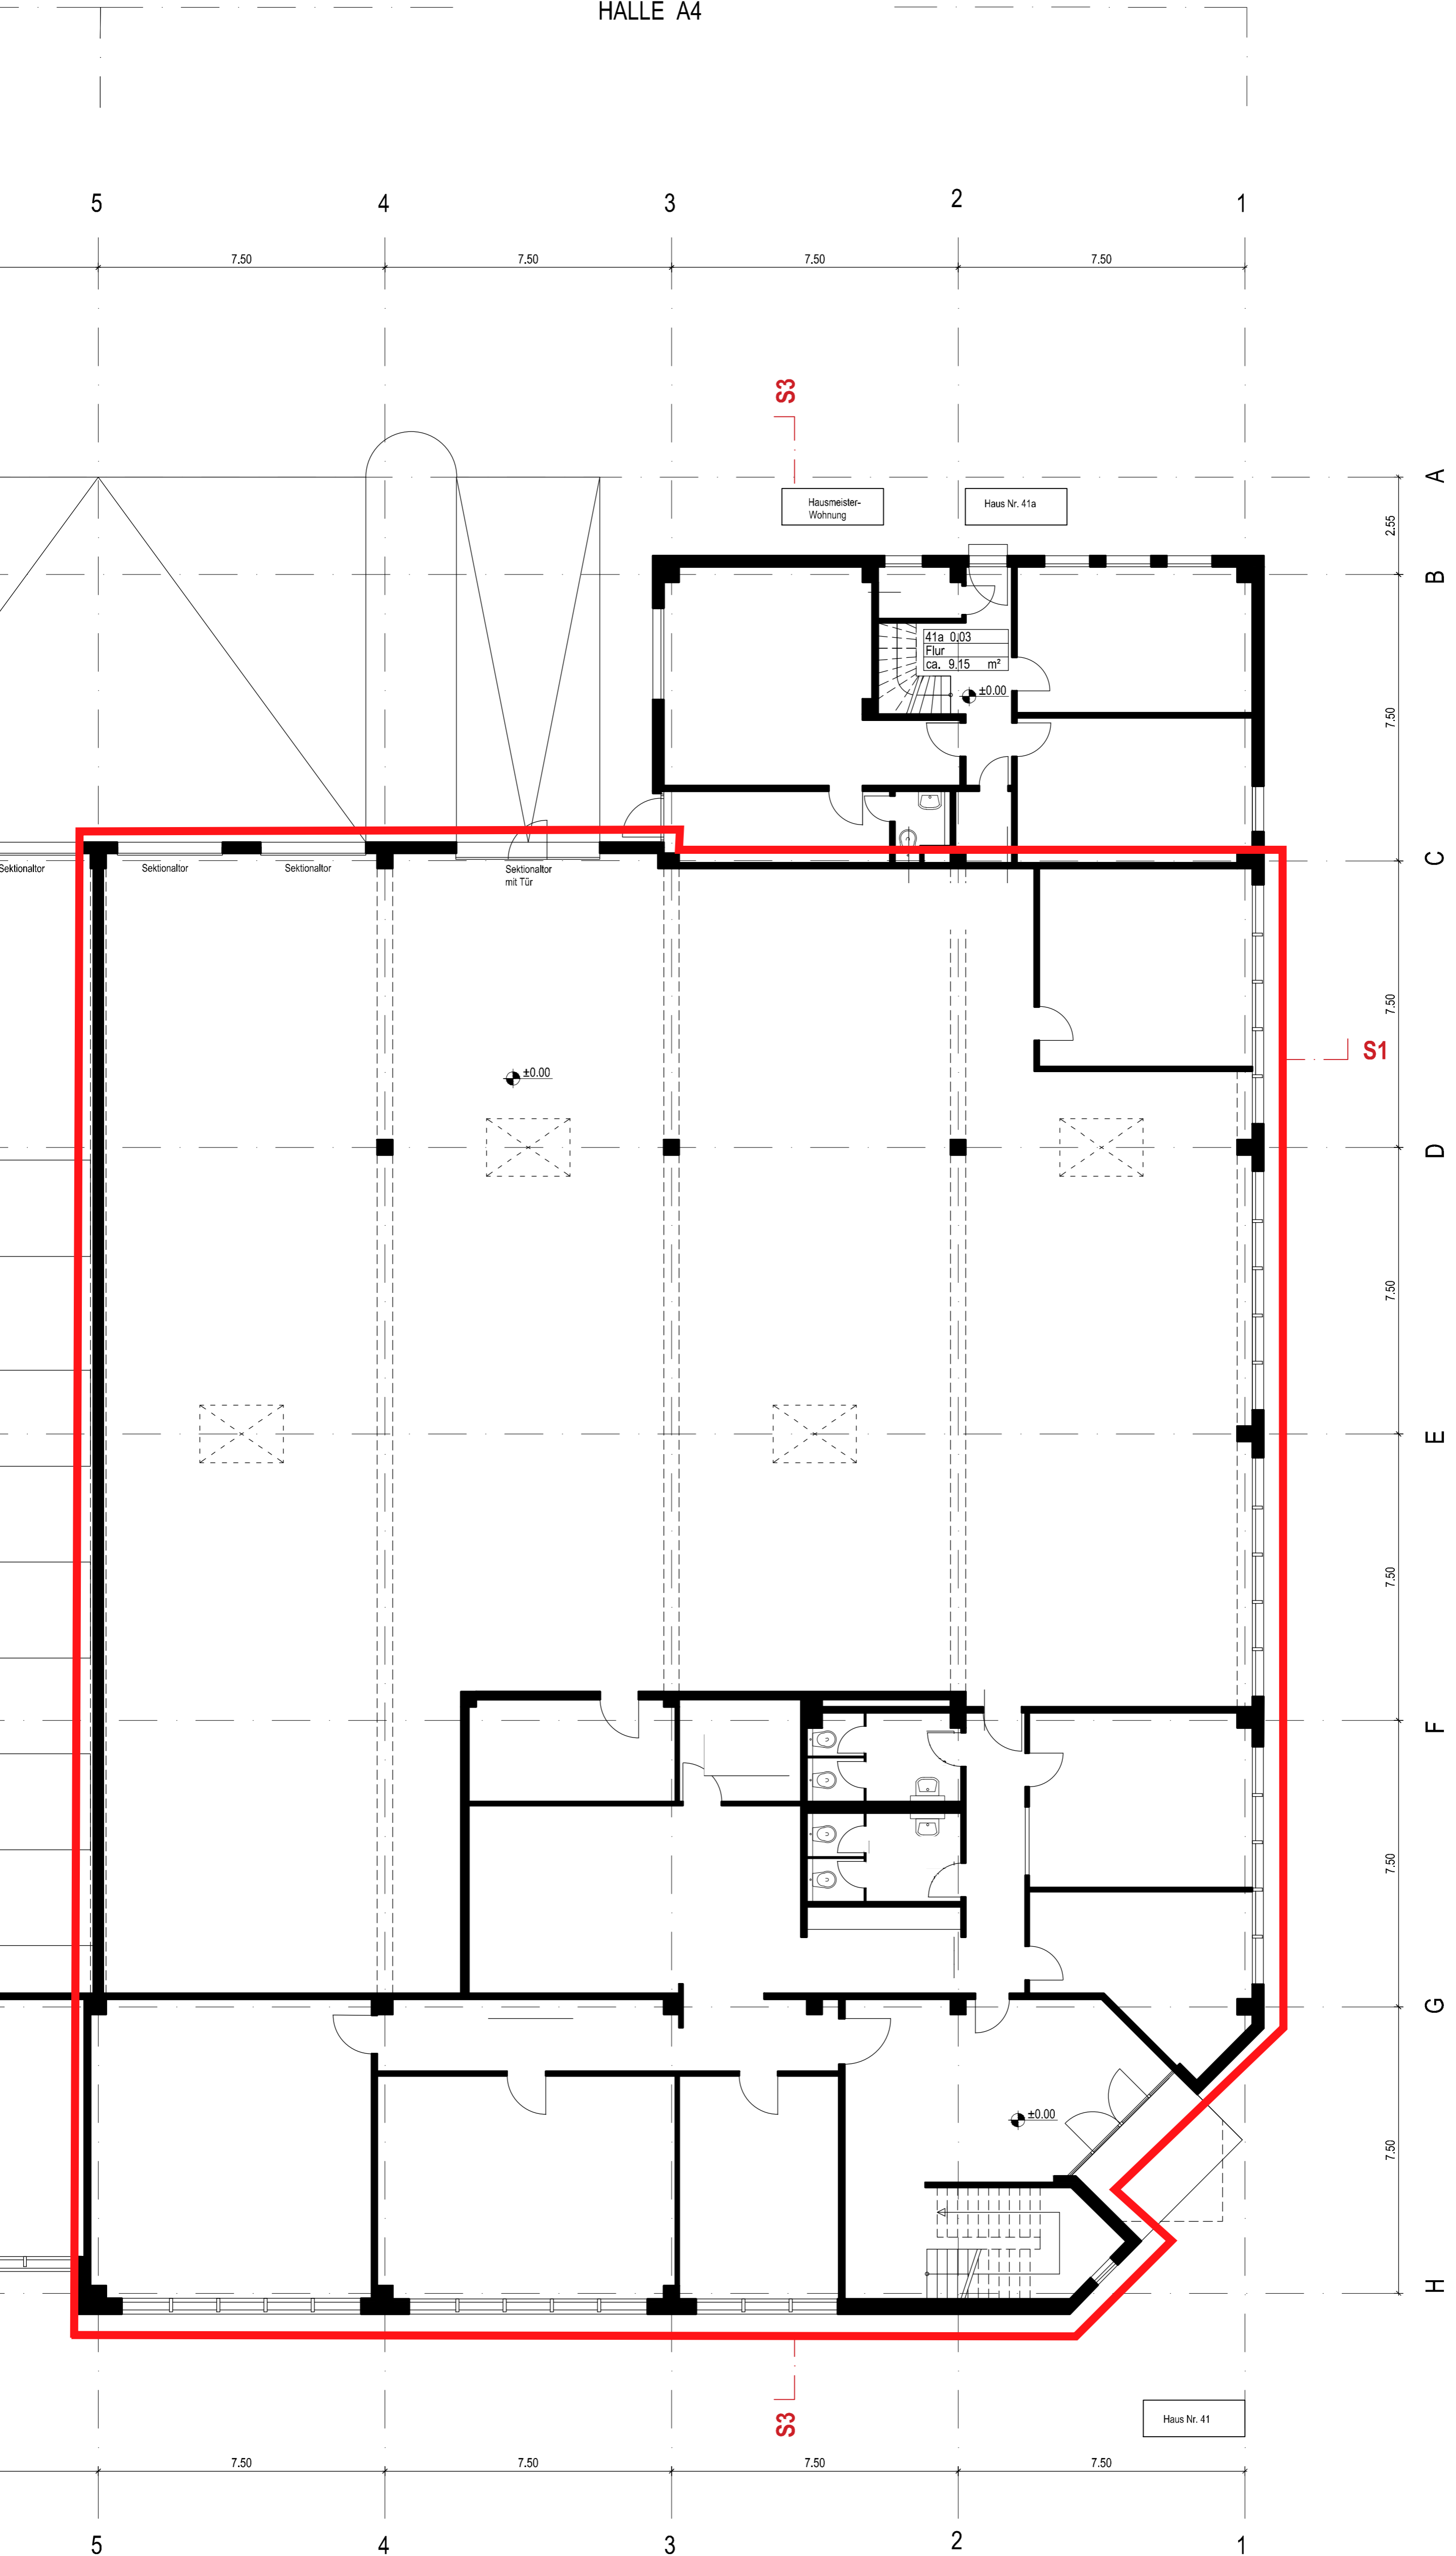 HALLE A4
5
4
3
2
1
7.50
7.50
7.50
7.50
S3
A
Hausmeister-
Wohnung
Haus Nr. 41a
2.55
B
41a 0.03
Flur
ca. 9.15 m²
±0.00
7.50
C
Sektionaltor
Sektionaltor
Sektionaltor
Sektionaltor
mit Tür
7.50
S1
±0.00
D
7.50
E
7.50
F
7.50
G
±0.00
7.50
H
S3
Haus Nr. 41
7.50
7.50
7.50
7.50
5
4
3
2
1